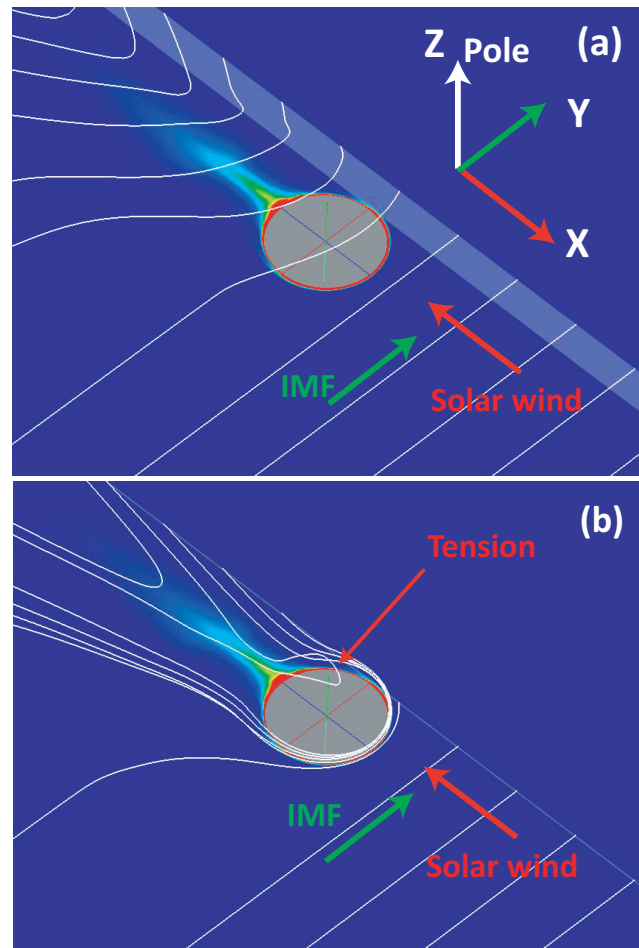 (a)
Z Pole
Y
X
IMF
Solar wind
(b)
Tension
IMF
Solar wind